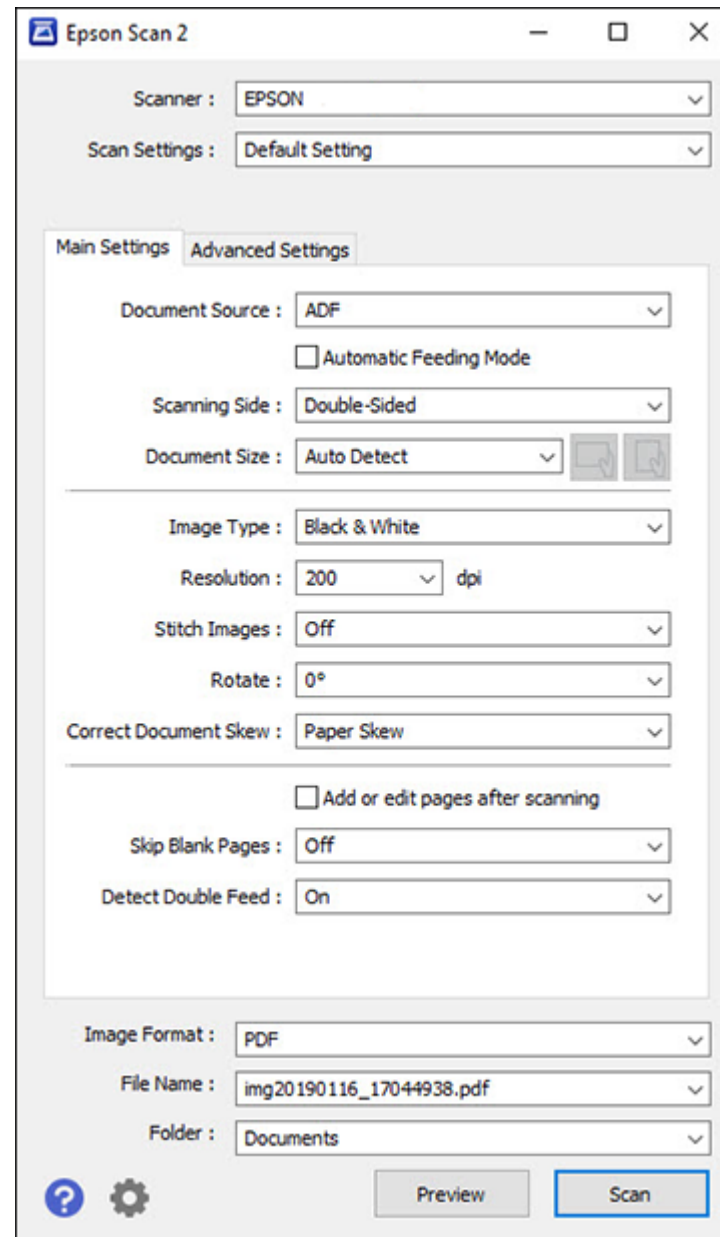 Epson Scan 2
Scanner : EPSON
Scan Settings : Default Setting
Main Settings Advanced Settings
Document Source : ADF
Automatic Feeding Mode
Scanning Side : Double-Sided
Document Size : Auto Detect
Image Type : Black & White
Resolution : 200 dpi
Stitch Images : Off
Rotate : 0°
Correct Document Skew : Paper Skew
Add or edit pages after scanning
Skip Blank Pages : Off
Detect Double Feed : On
Image Format : PDF
File Name : img20190116_17044938.pdf
Folder : Documents
? Preview Scan